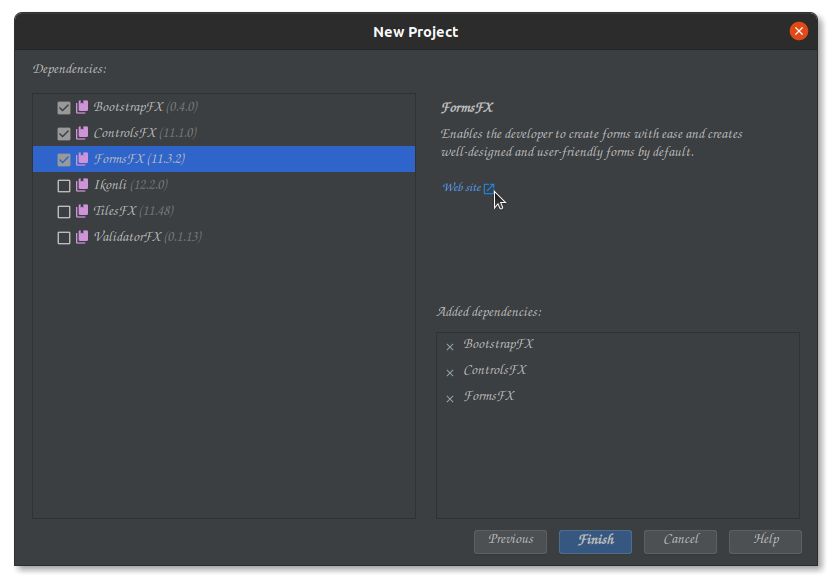 New Project
Dependencies:
BootstrapFX (0.4.0)
ControlsFX (11.1.0)
FormsFX (11.3.2)
Ikonli (12.2.0)
TilesFX (11.48)
ValidatorFX (0.1.13)
FormsFX
Enables the developer to create forms with ease and creates
well-designed and user-friendly forms by default.
Web site
Added dependencies:
BootstrapFX
ControlsFX
FormsFX
Previous
Finish
Cancel
Help